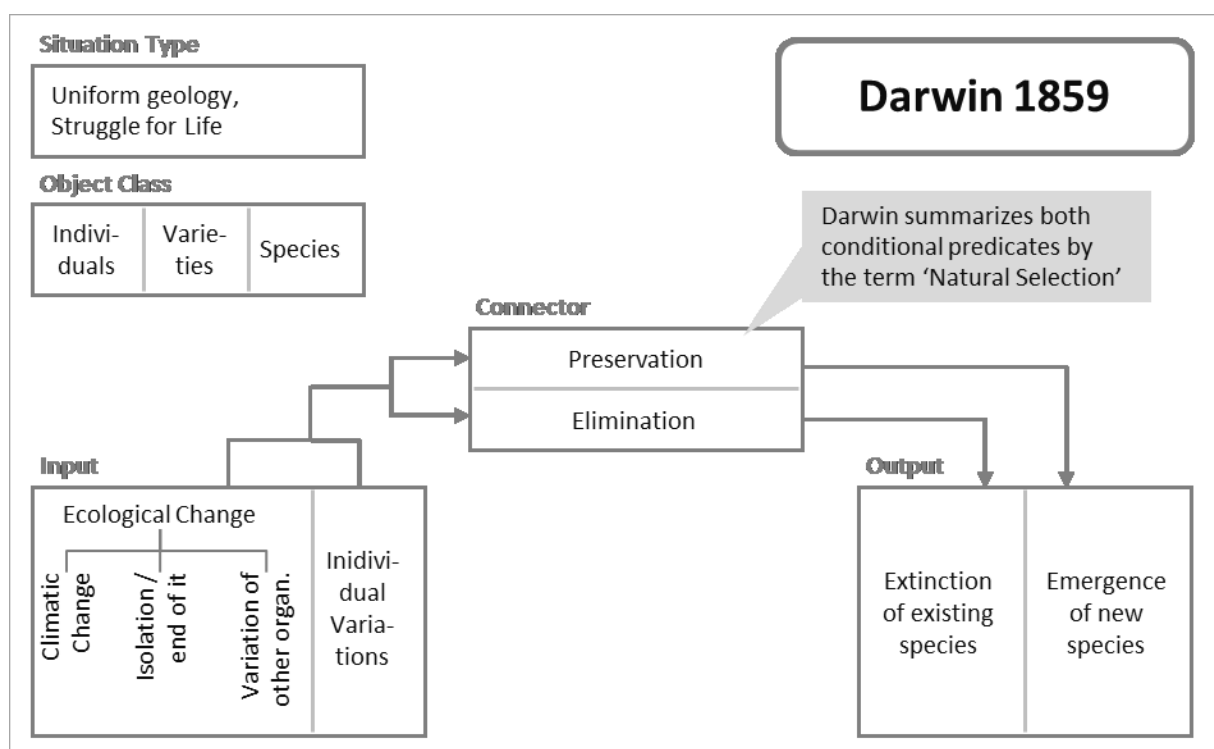 Situation Type
Uniform geology,
Struggle for Life
Darwin 1859
Object Class
Indivi-
duals
Varie-
ties
Species
Darwin summarizes both
conditional predicates by
the term ‘Natural Selection’
Connector
Preservation
Elimination
Input
Ecological Change
Climatic
Change
Isolation /
end of it
Variation of
other organ.
Inidivi-
dual
Varia-
tions
Output
Extinction
of existing
species
Emergence
of new
species